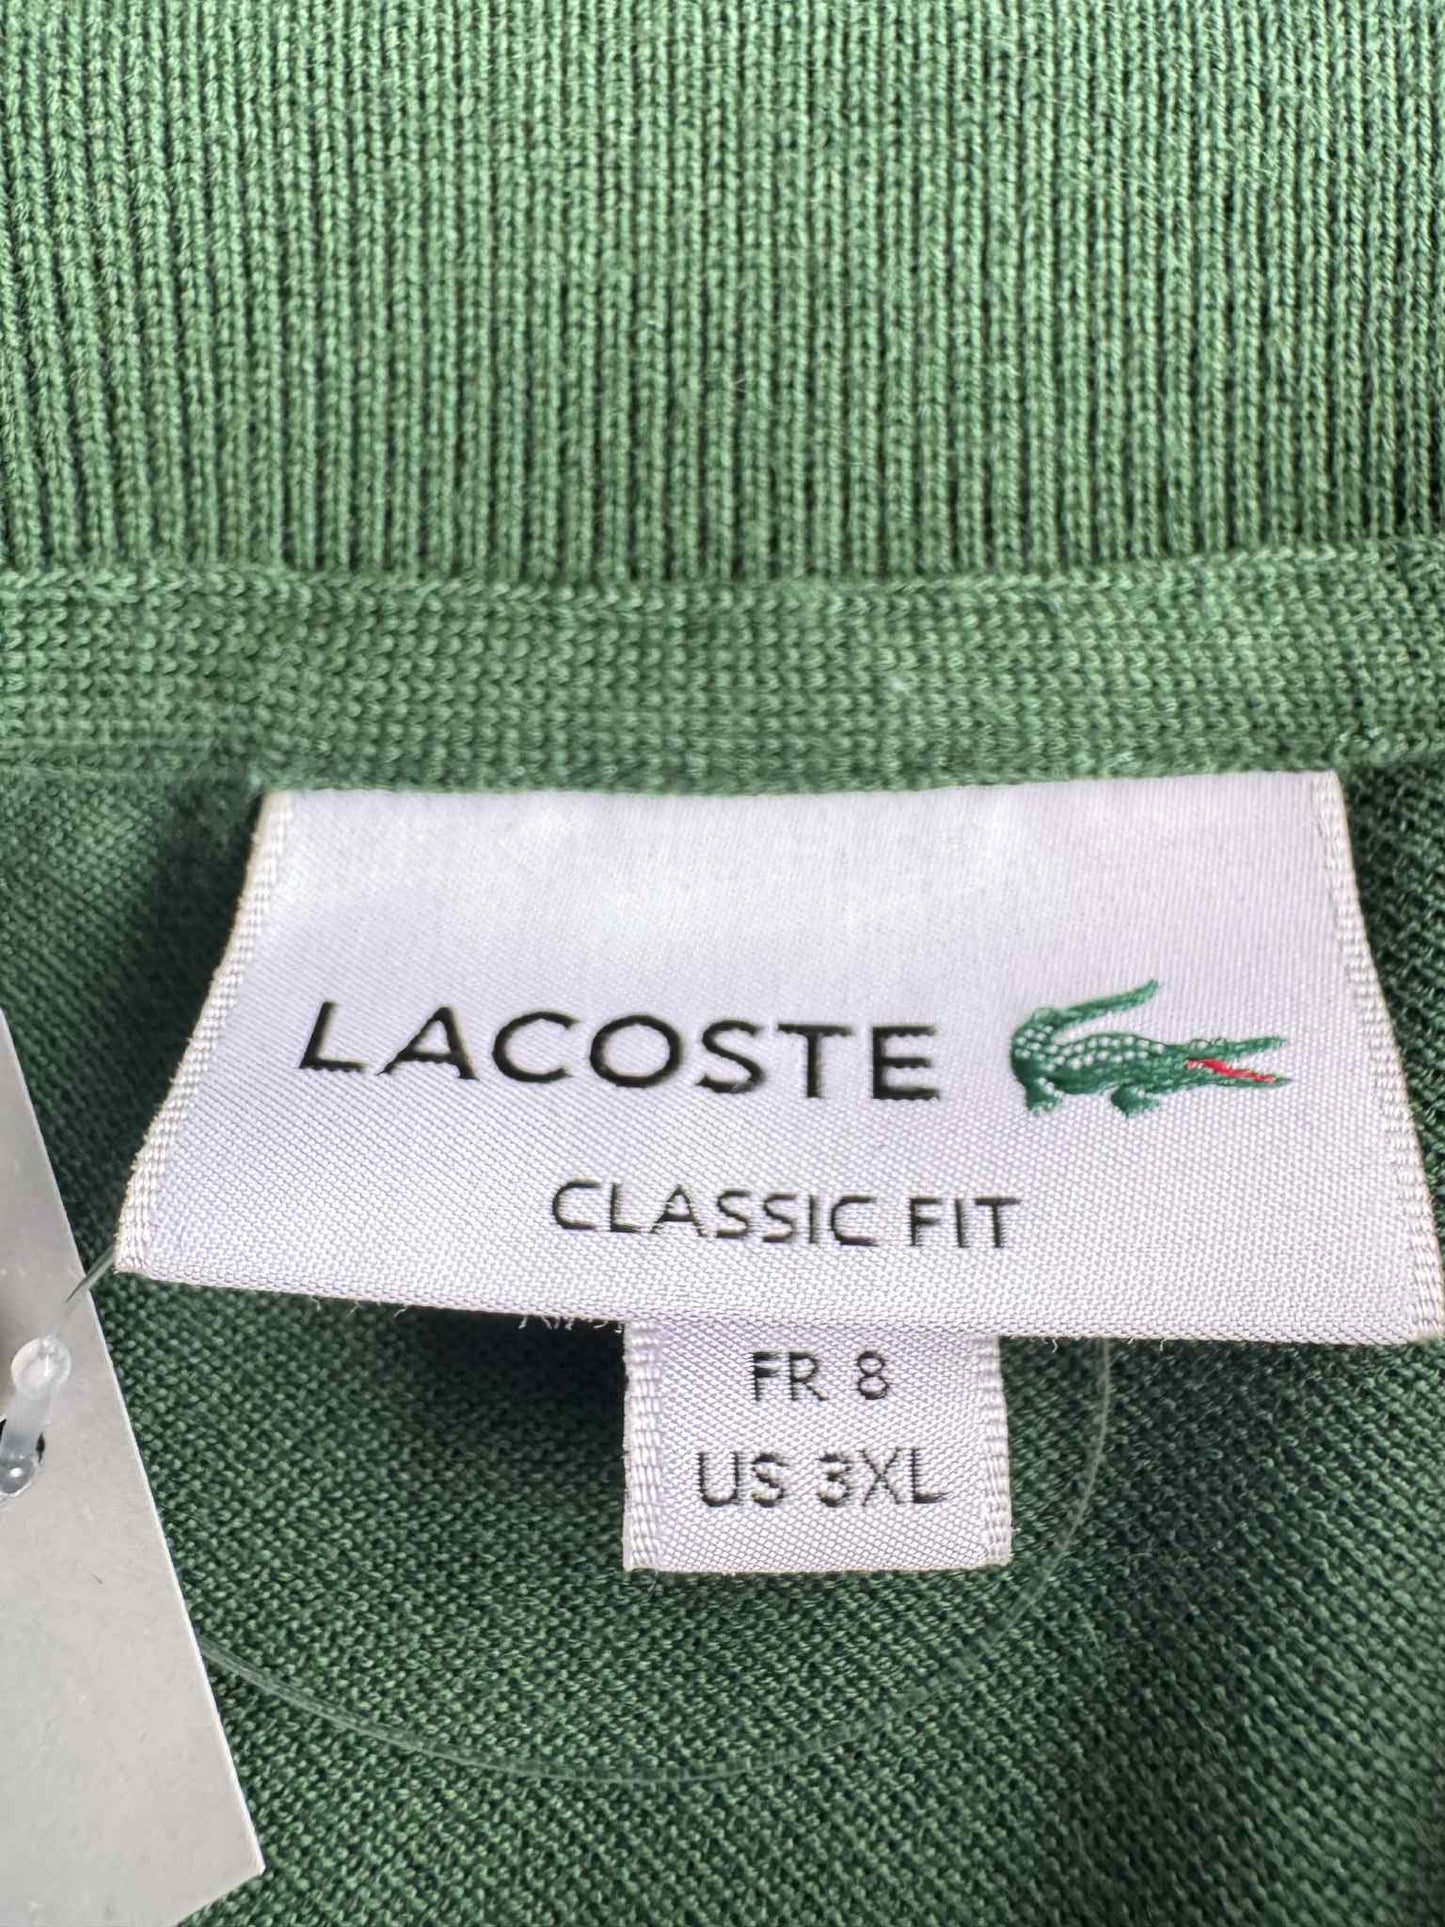 LACOSTE
CLASSIC FIT
FR 8
US 3XL